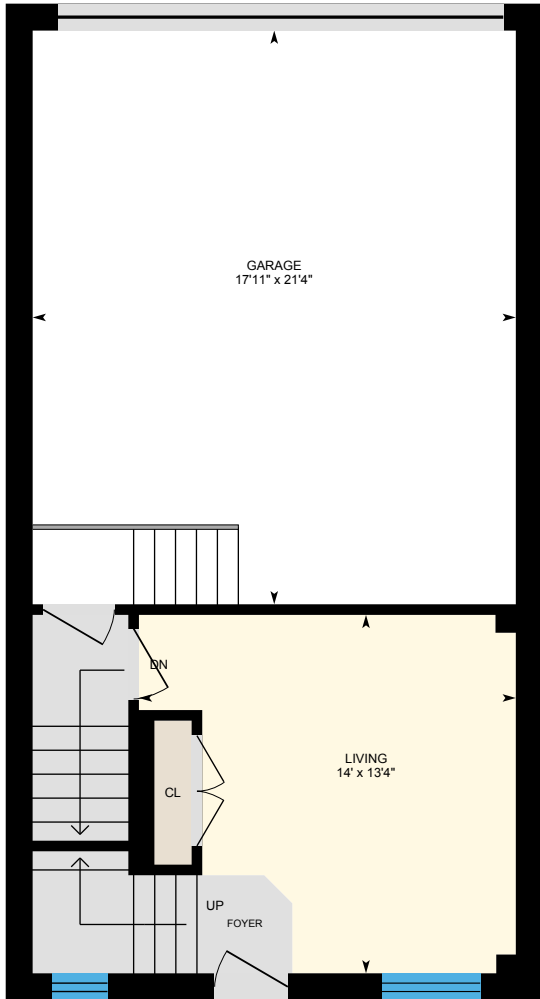 GARAGE
17'11" x 21'4"
DN
LIVING
14' x 13'4"
CL
UP
FOYER